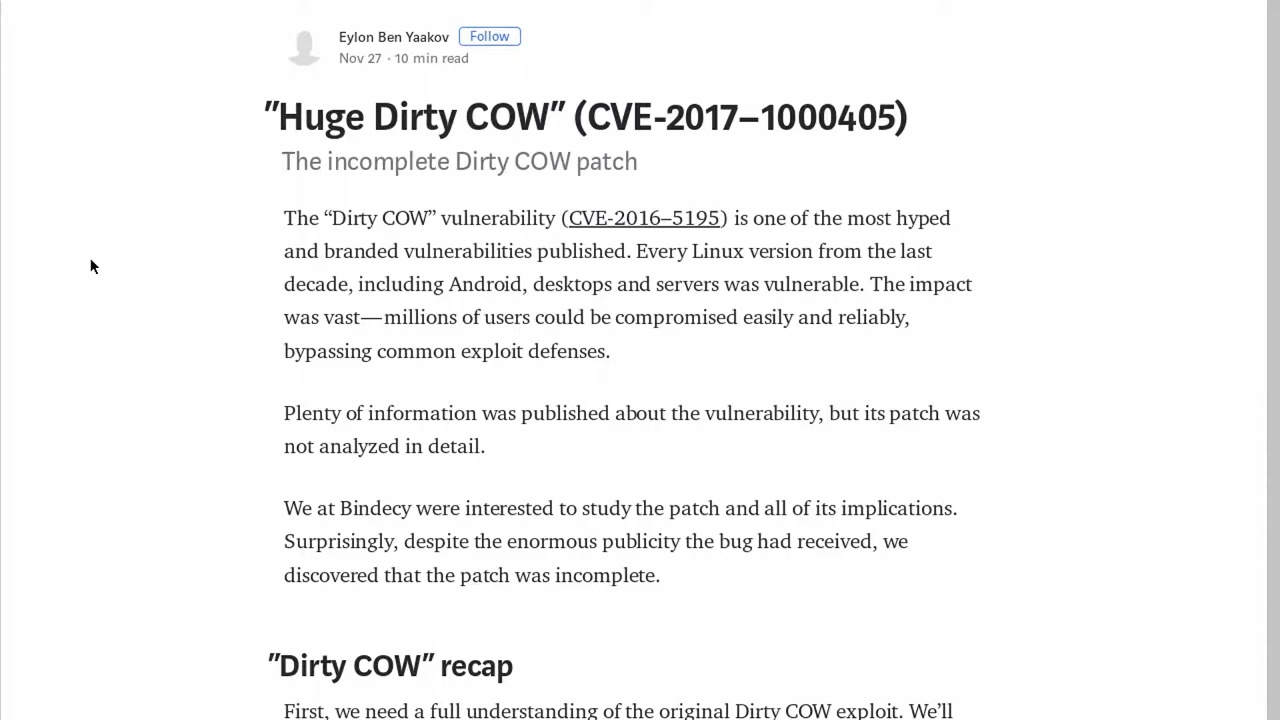 Eylon Ben Yaakov Follow
Nov 27 · 10 min read
"Huge Dirty COW" (CVE-2017–1000405)
The incomplete Dirty COW patch
The “Dirty COW” vulnerability (CVE-2016–5195) is one of the most hyped
and branded vulnerabilities published. Every Linux version from the last
decade, including Android, desktops and servers was vulnerable. The impact
was vast—millions of users could be compromised easily and reliably,
bypassing common exploit defenses.
Plenty of information was published about the vulnerability, but its patch was
not analyzed in detail.
We at Bindecy were interested to study the patch and all of its implications.
Surprisingly, despite the enormous publicity the bug had received, we
discovered that the patch was incomplete.
"Dirty COW" recap
First, we need a full understanding of the original Dirty COW exploit. We’ll